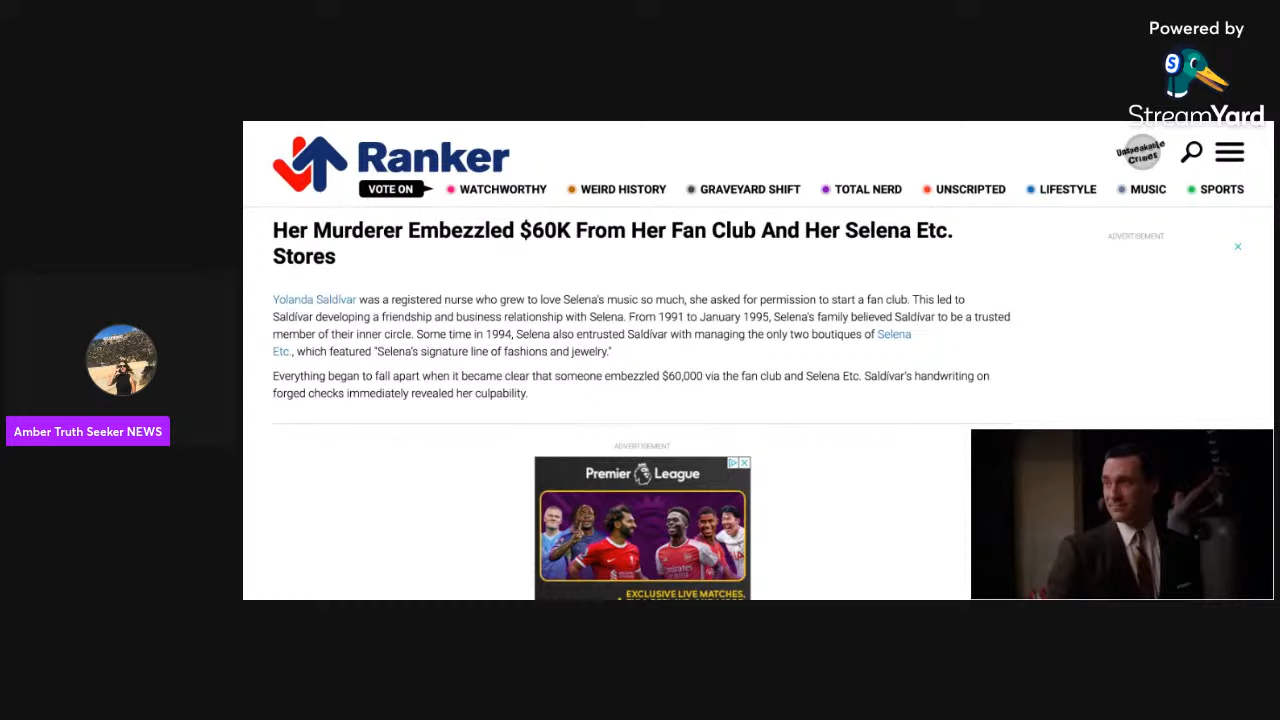 Powered by
S
StreamYard
Ranker
Unspeakable
Crimes
VOTE ON
WATCHWORTHY
WEIRD HISTORY
GRAVEYARD SHIFT
TOTAL NERD
UNSCRIPTED
LIFESTYLE
MUSIC
SPORTS
Her Murderer Embezzled $60K From Her Fan Club And Her Selena Etc.
Stores
ADVERTISEMENT
Yolanda Saldívar was a registered nurse who grew to love Selena's music so much, she asked for permission to start a fan club. This led to
Saldívar developing a friendship and business relationship with Selena. From 1991 to January 1995, Selena's family believed Saldívar to be a trusted
member of their inner circle. Some time in 1994, Selena also entrusted Saldívar with managing the only two boutiques of Selena
Etc., which featured "Selena's signature line of fashions and jewelry."
Everything began to fall apart when it became clear that someone embezzled $60,000 via the fan club and Selena Etc. Saldívar's handwriting on
forged checks immediately revealed her culpability.
Amber Truth Seeker NEWS
ADVERTISEMENT
Premier League
EXCLUSIVE LIVE MATCHES,